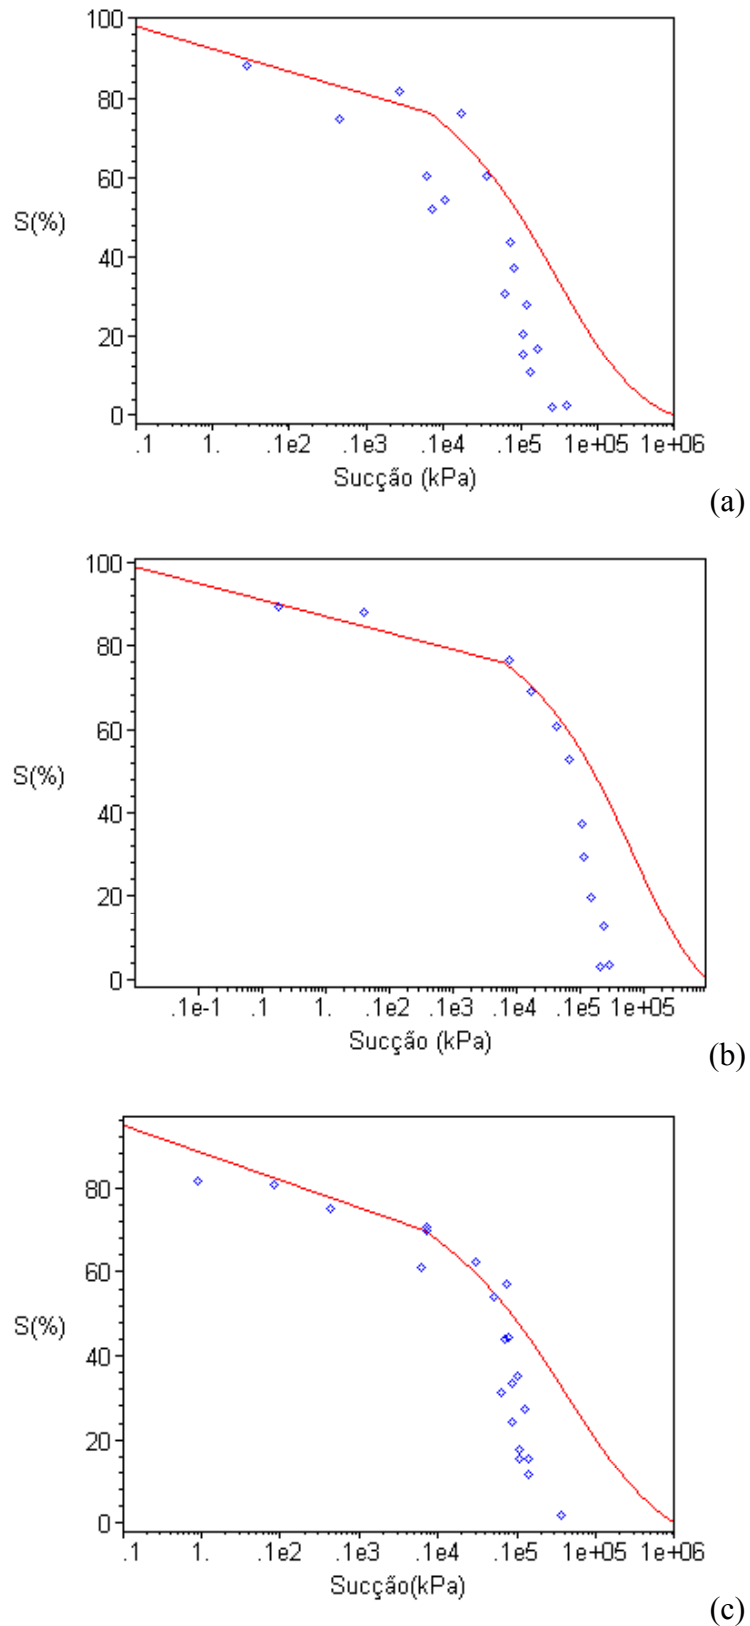 100
80
60
S(%)
40
20
0
.1 1. .1e2 .1e3 .1e4 .1e5 1e+05 1e+06
Sucção (kPa)
(a)
100
80
60
S(%)
40
20
0
.1e-1 .1 1. .1e2 .1e3 .1e4 .1e5 1e+05
Sucção (kPa)
(b)
80
60
S(%)
40
20
0
.1 1. .1e2 .1e3 .1e4 .1e5 1e+05 1e+06
Sucção(kPa)
(c)